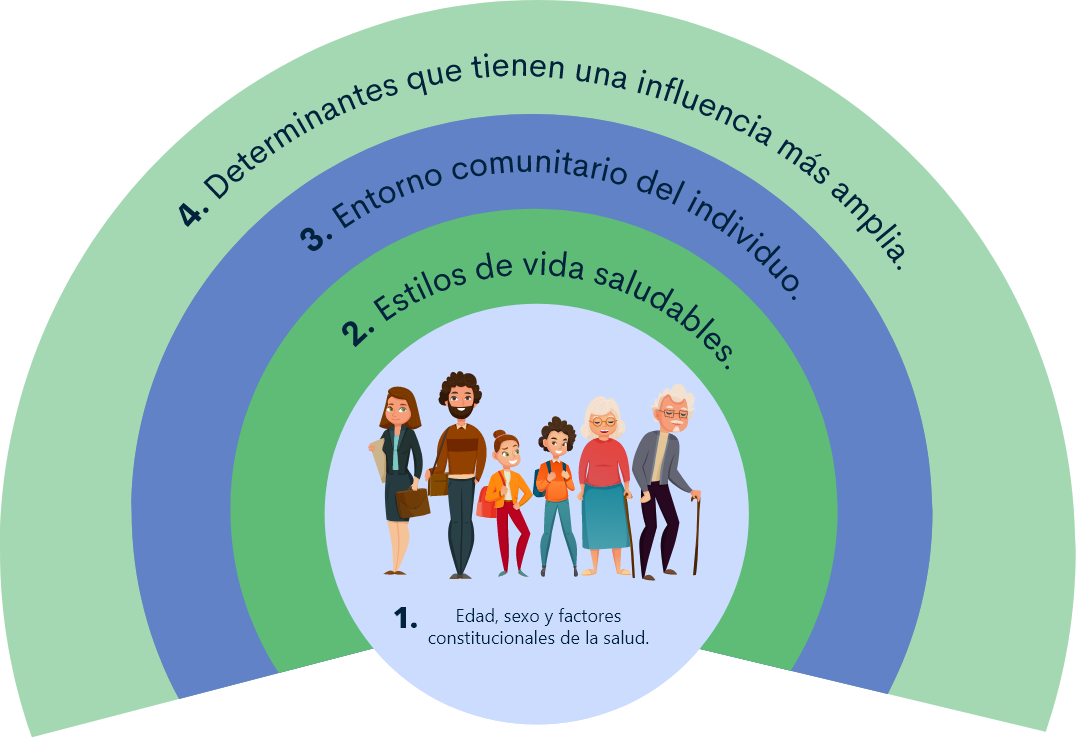 4. Determinantes que tienen una influencia más amplia.
3. Entorno comunitario del individuo.
2. Estilos de vida saludables.
1. Edad, sexo y factores
constitucionales de la salud.